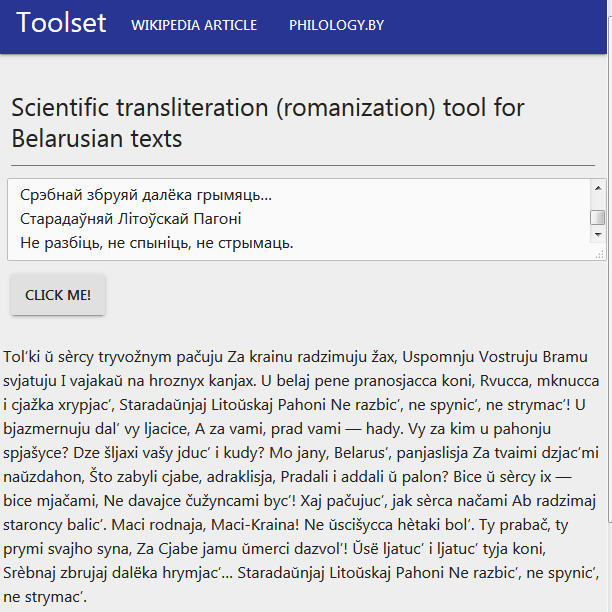 Toolset WIKIPEDIA ARTICLE PHILOLOGY.BY
Scientific transliteration (romanization) tool for
Belarusian texts
Срэбнай збруяй далёка грымяць...
Старадаўняй Літоўскай Пагоні
Не разбіць, не спыніць, не стрымаць.
CLICK ME!
Tol′ki ŭ sèrcy tryvožnym pačuju Za krainu radzimuju žax, Uspomnju Vostruju Bramu
svjatuju I vajakaŭ na hroznyx kanjax. U belaj pene pranosjacca koni, Rvucca, mknucca
i cjažka xrypjac′, Staradaŭnjaj Litoŭskaj Pahoni Ne razbic′, ne spynic′, ne strymac′! U
bjazmernuju dal′ vy ljacice, A za vami, prad vami — hady. Vy za kim u pahonju
spjašyce? Dze šljaxi vašy jduc′ i kudy? Mo jany, Belarus′, panjaslisja Za tvaimi dzjac′mi
naŭzdahon, Što zabyli cjabe, adraklisja, Pradali i addali ŭ palon? Bice ŭ sèrcy ix —
bice mjačami, Ne davajce čužyncami byc′! Xaj pačujuc′, jak sèrca načami Ab radzimaj
staroncy balic′. Maci rodnaja, Maci-Kraina! Ne ŭscišycca hètaki bol′. Ty prabač, ty
prymi svajho syna, Za Cjabe jamu ŭmerci dazvol′! Ŭsë ljatuc′ i ljatuc′ tyja koni,
Srèbnaj zbrujaj dalëka hrymjac′... Staradaŭnjaj Litoŭskaj Pahoni Ne razbic′, ne spynic′,
ne strymac′.